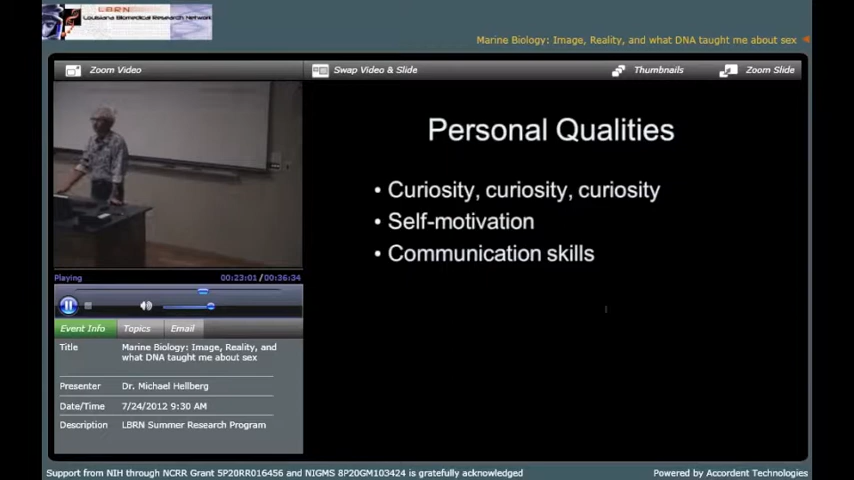 LBRN
Louisiana Biomedical Research Network
Marine Biology: Image, Reality, and what DNA taught me about sex
Zoom Video
Swap Video & Slide
Thumbnails
Zoom Slide
Personal Qualities
• Curiosity, curiosity, curiosity
• Self-motivation
• Communication skills
Playing
00:23:01 / 00:36:34
Event Info
Topics
Email
Title
Marine Biology: Image, Reality, and
what DNA taught me about sex
Presenter
Dr. Michael Hellberg
Date/Time
7/24/2012 9:30 AM
Description
LBRN Summer Research Program
Support from NIH through NCRR Grant 5P20RR016456 and NIGMS 8P20GM103424 is gratefully acknowledged
Powered by Accordent Technologies